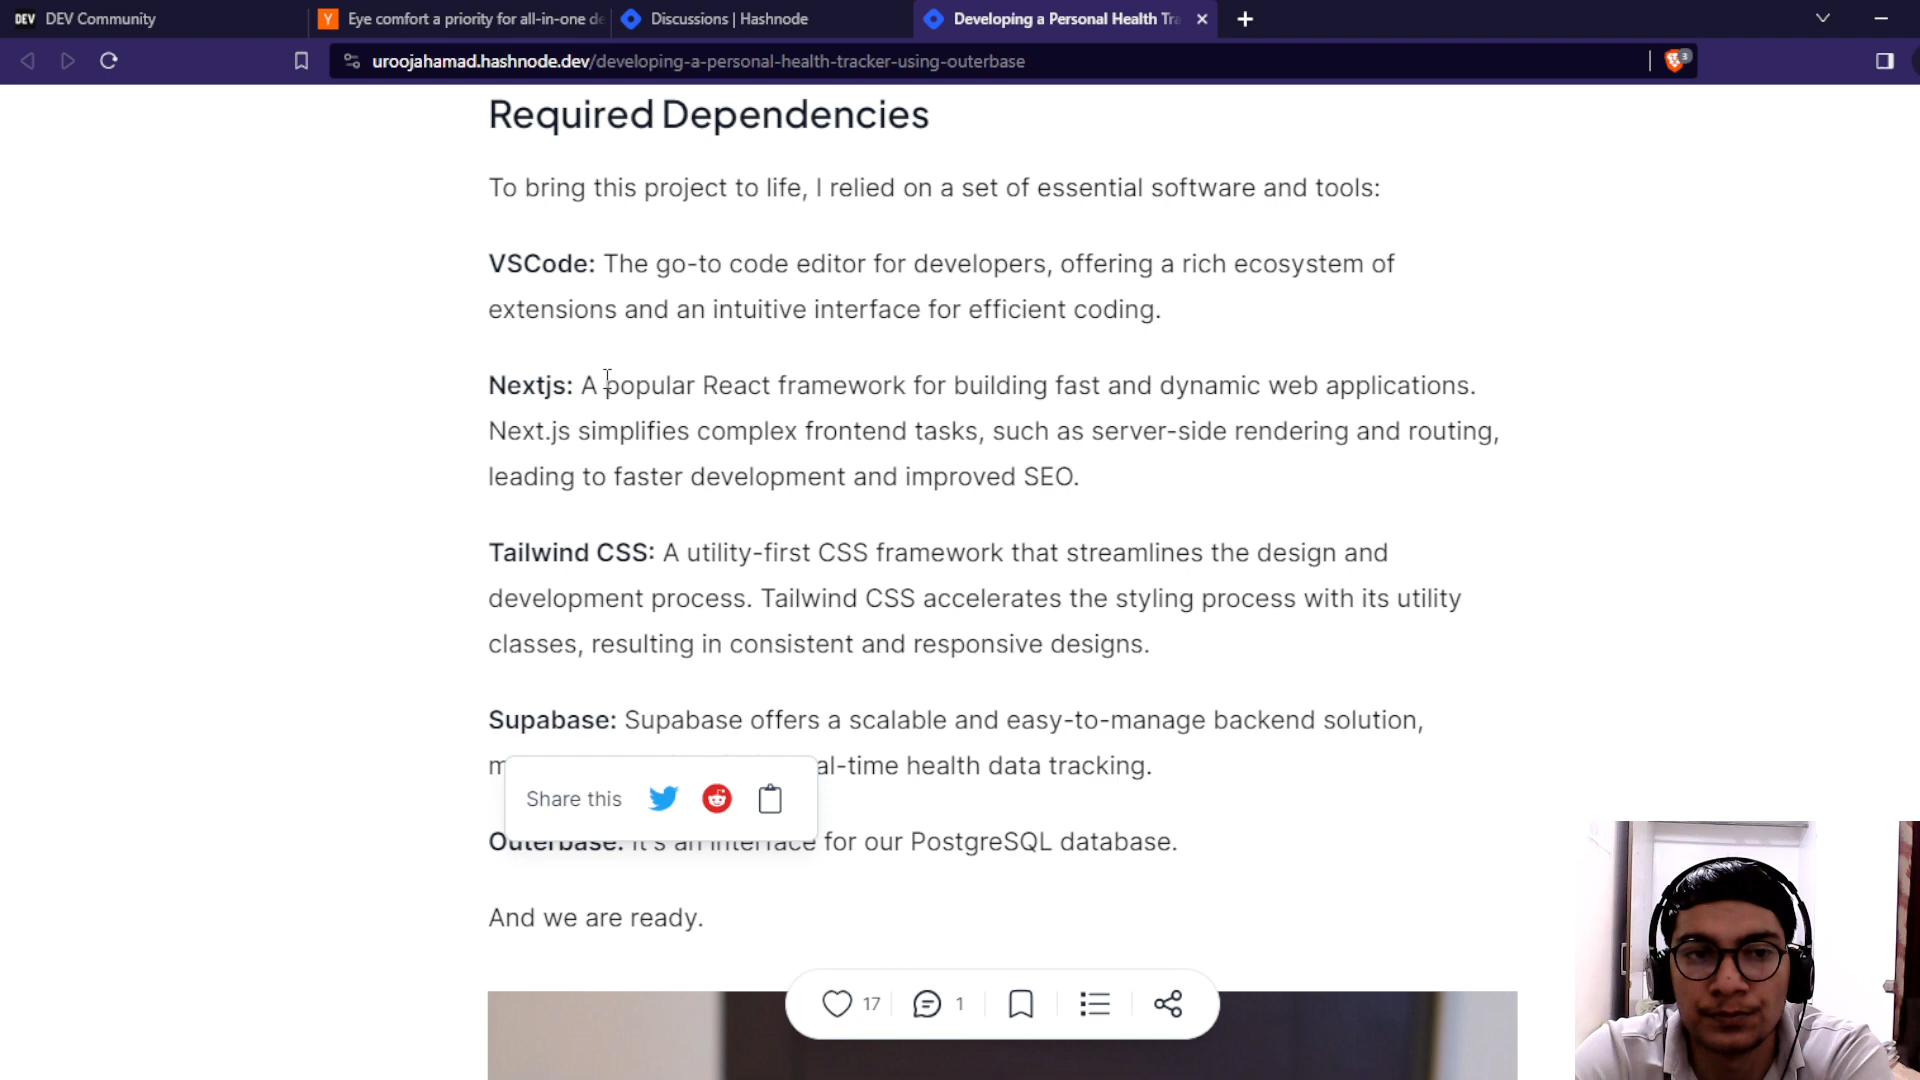 DEV DEV Community
Y Eye comfort a priority for all-in-one de
Discussions | Hashnode
Developing a Personal Health Tra
uroojahamad.hashnode.dev/developing-a-personal-health-tracker-using-outerbase
3
Required Dependencies
To bring this project to life, I relied on a set of essential software and tools:
VSCode: The go-to code editor for developers, offering a rich ecosystem of
extensions and an intuitive interface for efficient coding.
Nextjs: A popular React framework for building fast and dynamic web applications.
Next.js simplifies complex frontend tasks, such as server-side rendering and routing,
leading to faster development and improved SEO.
Tailwind CSS: A utility-first CSS framework that streamlines the design and
development process. Tailwind CSS accelerates the styling process with its utility
classes, resulting in consistent and responsive designs.
Supabase: Supabase offers a scalable and easy-to-manage backend solution,
al-time health data tracking.
Share this
Outerbase: It's an interface for our PostgreSQL database.
And we are ready.
17
1